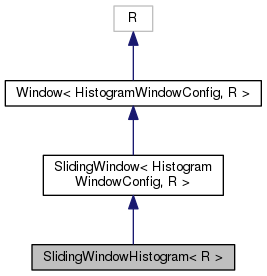 R
Window< HistogramWindowConfig, R >
SlidingWindow< Histogram
WindowConfig, R >
SlidingWindowHistogram< R >